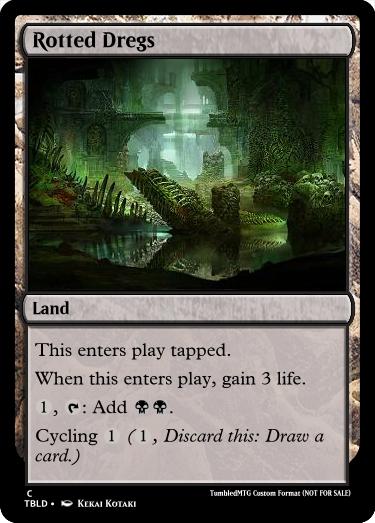 Rotted Dregs
Land
This enters play tapped.
When this enters play, gain 3 life.
1, : Add .
Cycling 1 (1, Discard this: Draw a
card.)
C
TBLD • Kekai Kotaki
TumbledMTG Custom Format (NOT FOR SALE)